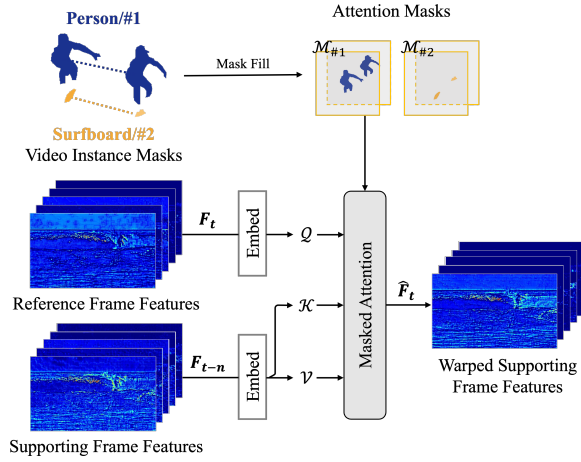 Attention Masks
Person/#1
ℳ#1
ℳ#2
Mask Fill
Surfboard/#2
Video Instance Masks
F_t
Embed
𝒬
Reference Frame Features
Masked Attention
F̂_t
𝒦
F_{t−n}
Embed
𝒱
Warped Supporting
Frame Features
Supporting Frame Features